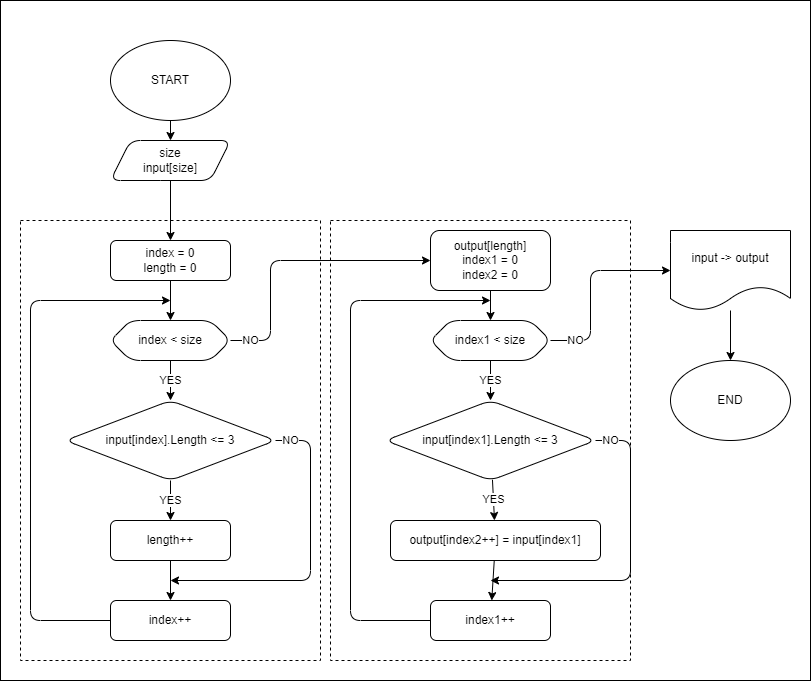 START
size
input[size]
index = 0
length = 0
index < size
NO
YES
input[index].Length <= 3
NO
YES
length++
index++
output[length]
index1 = 0
index2 = 0
index1 < size
NO
YES
input[index1].Length <= 3
NO
YES
output[index2++] = input[index1]
index1++
input -> output
END